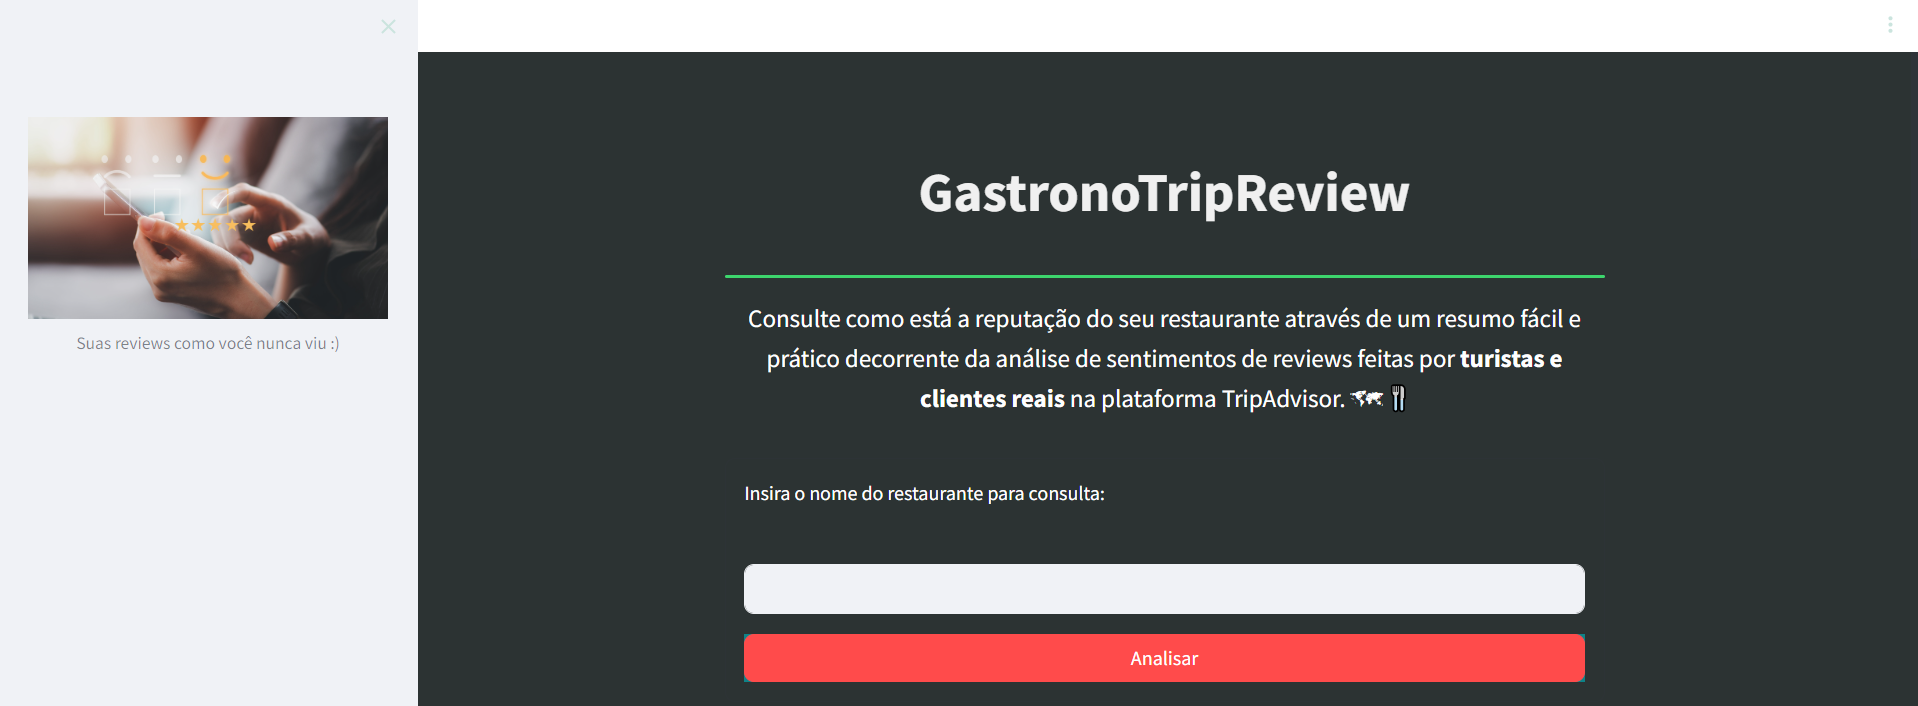 Suas reviews como você nunca viu :)
GastronoTripReview
Consulte como está a reputação do seu restaurante através de um resumo fácil e
prático decorrente da análise de sentimentos de reviews feitas por turistas e
clientes reais na plataforma TripAdvisor. 🗺🍴
Insira o nome do restaurante para consulta:
Analisar